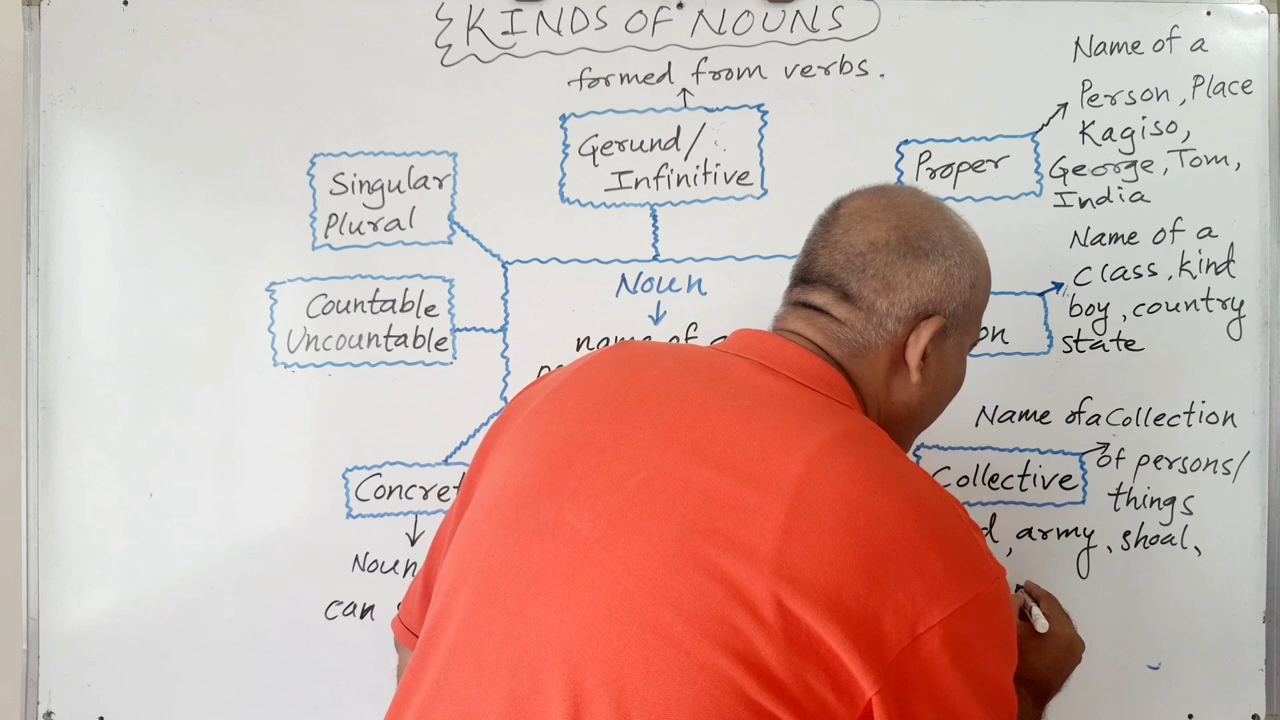 KINDS OF NOUNS
formed from verbs.
Gerund/
Infinitive
Singular
Plural
Countable
Uncountable
Noun
name of
Concret
Noun
can
Proper
Name of a
Person, Place
Kagiso,
George, Tom,
India
on
Name of a
class, kind
boy, country
state
Collective
Name of a Collection
of persons/
things
army, shoal,